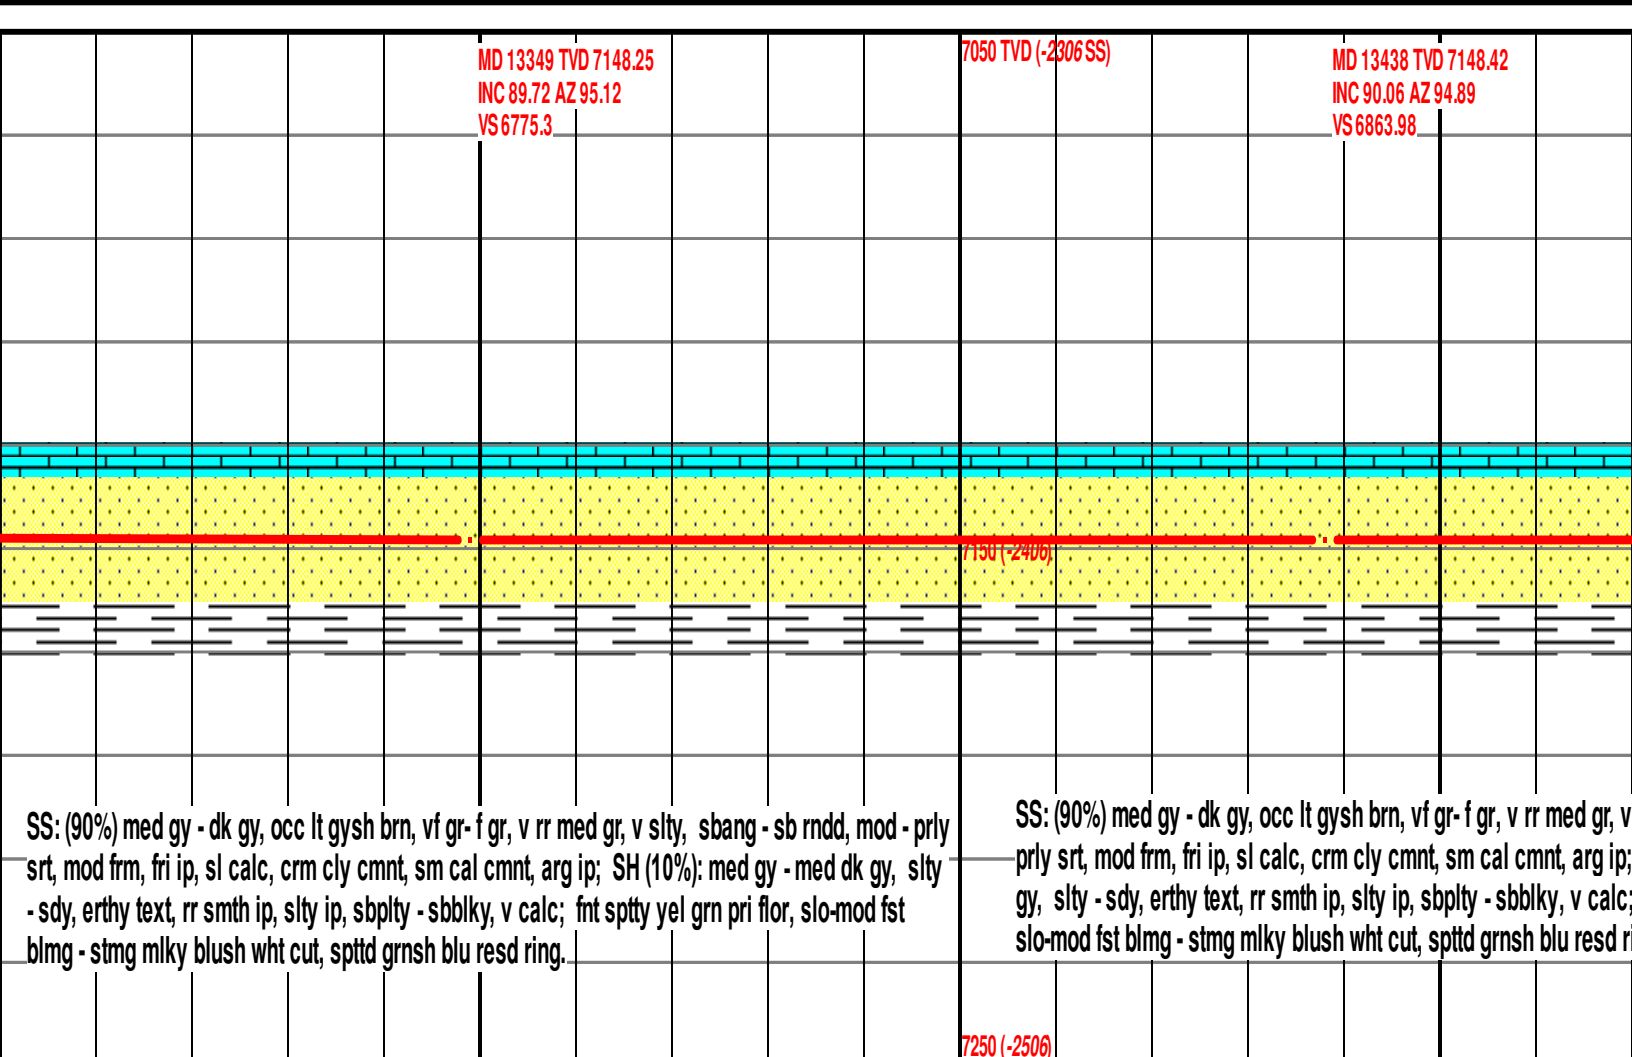 MD 13349 TVD 7148.25
INC 89.72 AZ 95.12
VS 6775.3
7050 TVD (-2306 SS)
MD 13438 TVD 7148.42
INC 90.06 AZ 94.89
VS 6863.98
7150 (-2406)
SS: (90%) med gy - dk gy, occ lt gysh brn, vf gr- f gr, v rr med gr, v slty, sbang - sb rndd, mod - prly
srt, mod frm, fri ip, sl calc, crm cly cmnt, sm cal cmnt, arg ip; SH (10%): med gy - med dk gy, slty
- sdy, erthy text, rr smth ip, slty ip, sbplty - sbblky, v calc; fnt sptty yel grn pri flor, slo-mod fst
blmg - stmg mlky blush wht cut, spttd grnsh blu resd ring.
SS: (90%) med gy - dk gy, occ lt gysh brn, vf gr- f gr, v rr med gr, v
prly srt, mod frm, fri ip, sl calc, crm cly cmnt, sm cal cmnt, arg ip;
gy, slty - sdy, erthy text, rr smth ip, slty ip, sbplty - sbblky, v calc;
slo-mod fst blmg - stmg mlky blush wht cut, spttd grnsh blu resd ri
7250 (-2506)